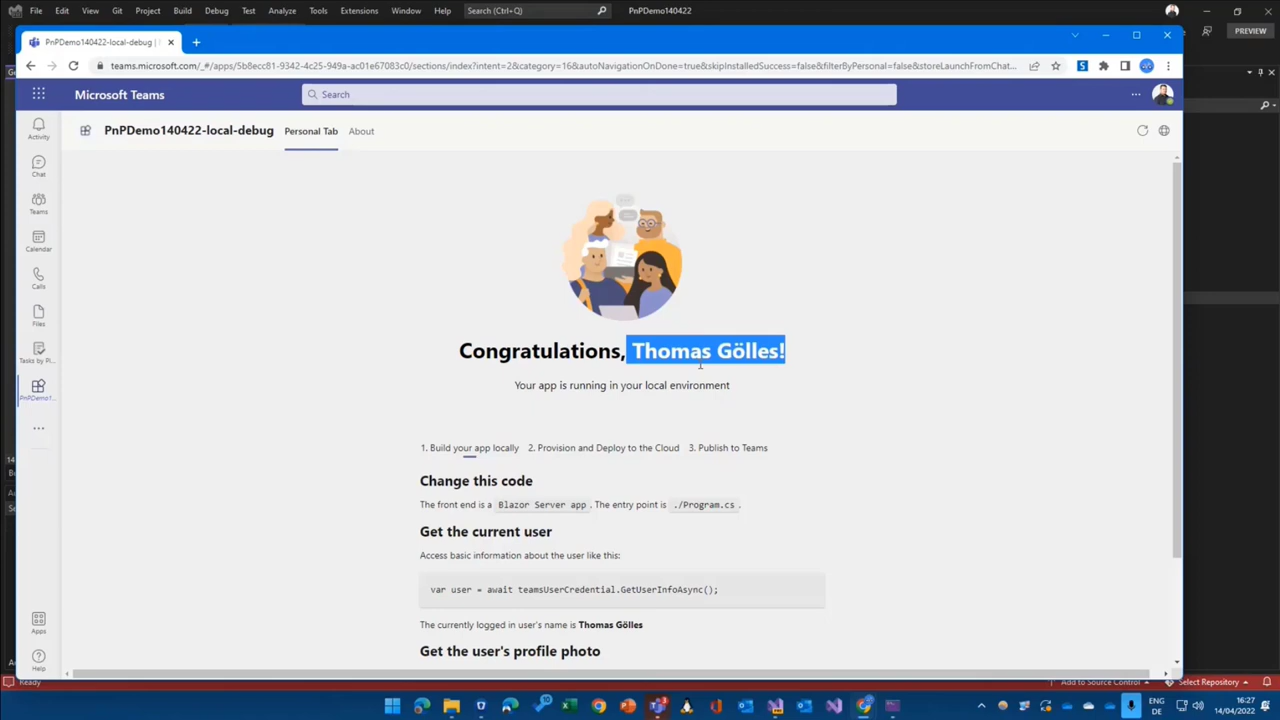 File Edit View Git Project Build Debug Test Analyze Tools Extensions Window Help Search (Ctrl+Q) PnPDemo140422
PREVIEW
PnPDemo140422-local-debug |
teams.microsoft.com/_#/apps/5b8ecc81-9342-4c25-949a-ac01e67083c0/sections/index?intent=2&category=16&autoNavigationOnDone=true&skipInstalledSuccess=false&filterByPersonal=false&storeLaunchFromChat...
Microsoft Teams
Search
PnPDemo140422-local-debug Personal Tab About
Activity
Chat
Teams
Calendar
Calls
Files
Tasks by Pl...
PnPDemo1...
Apps
Help
Congratulations, Thomas Gölles!
Your app is running in your local environment
1. Build your app locally 2. Provision and Deploy to the Cloud 3. Publish to Teams
Change this code
The front end is a Blazor Server app. The entry point is ./Program.cs.
Get the current user
Access basic information about the user like this:
var user = await teamsUserCredential.GetUserInfoAsync();
The currently logged in user's name is Thomas Gölles
Get the user's profile photo
Ready
Add to Source Control
Select Repository
ENG
DE
16:27
14/04/2022